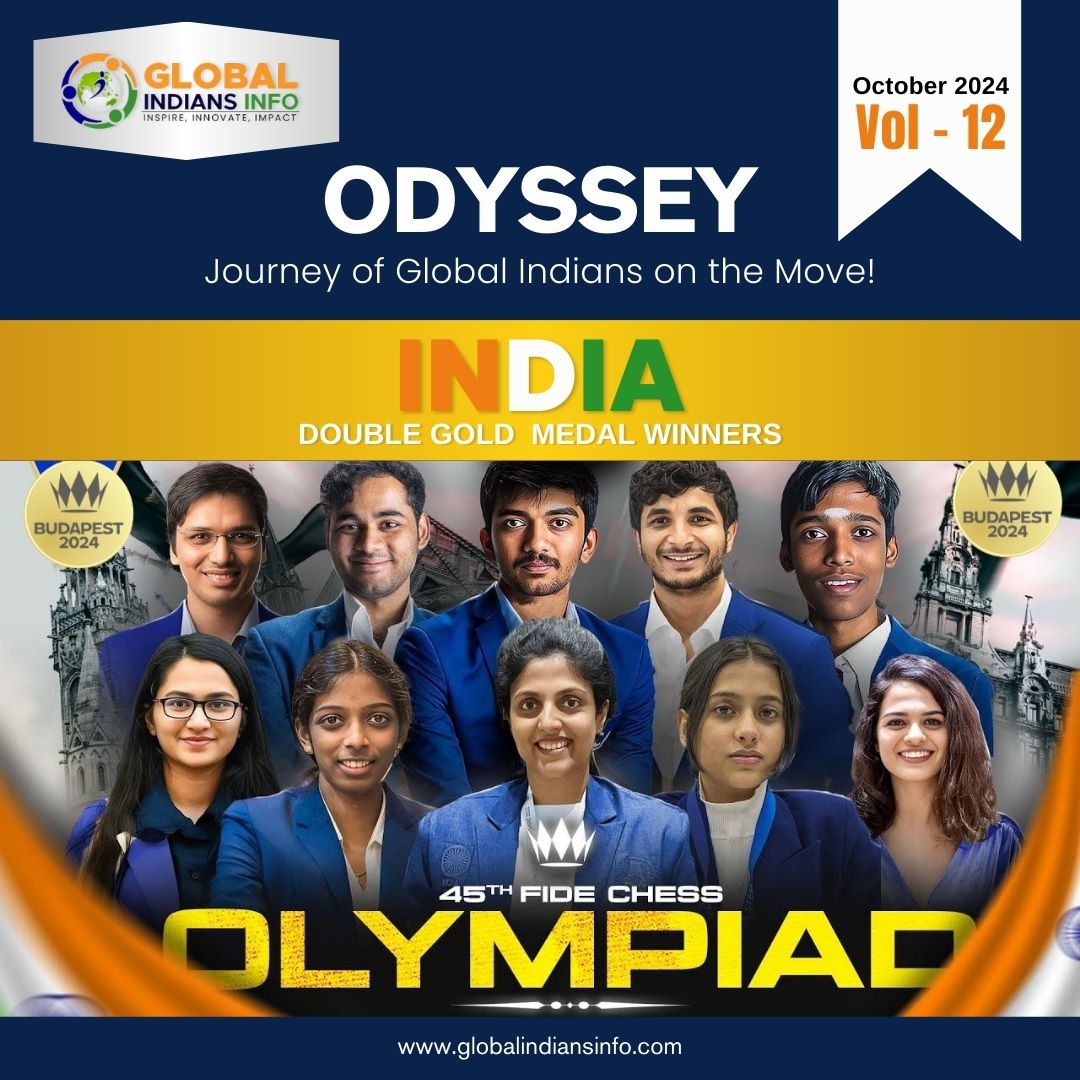 GLOBAL
INDIANS INFO
INSPIRE, INNOVATE, IMPACT
October 2024
Vol - 12
ODYSSEY
Journey of Global Indians on the Move!
INDIA
DOUBLE GOLD MEDAL WINNERS
BUDAPEST
2024
BUDAPEST
2024
45TH FIDE CHESS
OLYMPIAD
www.globalindiansinfo.com